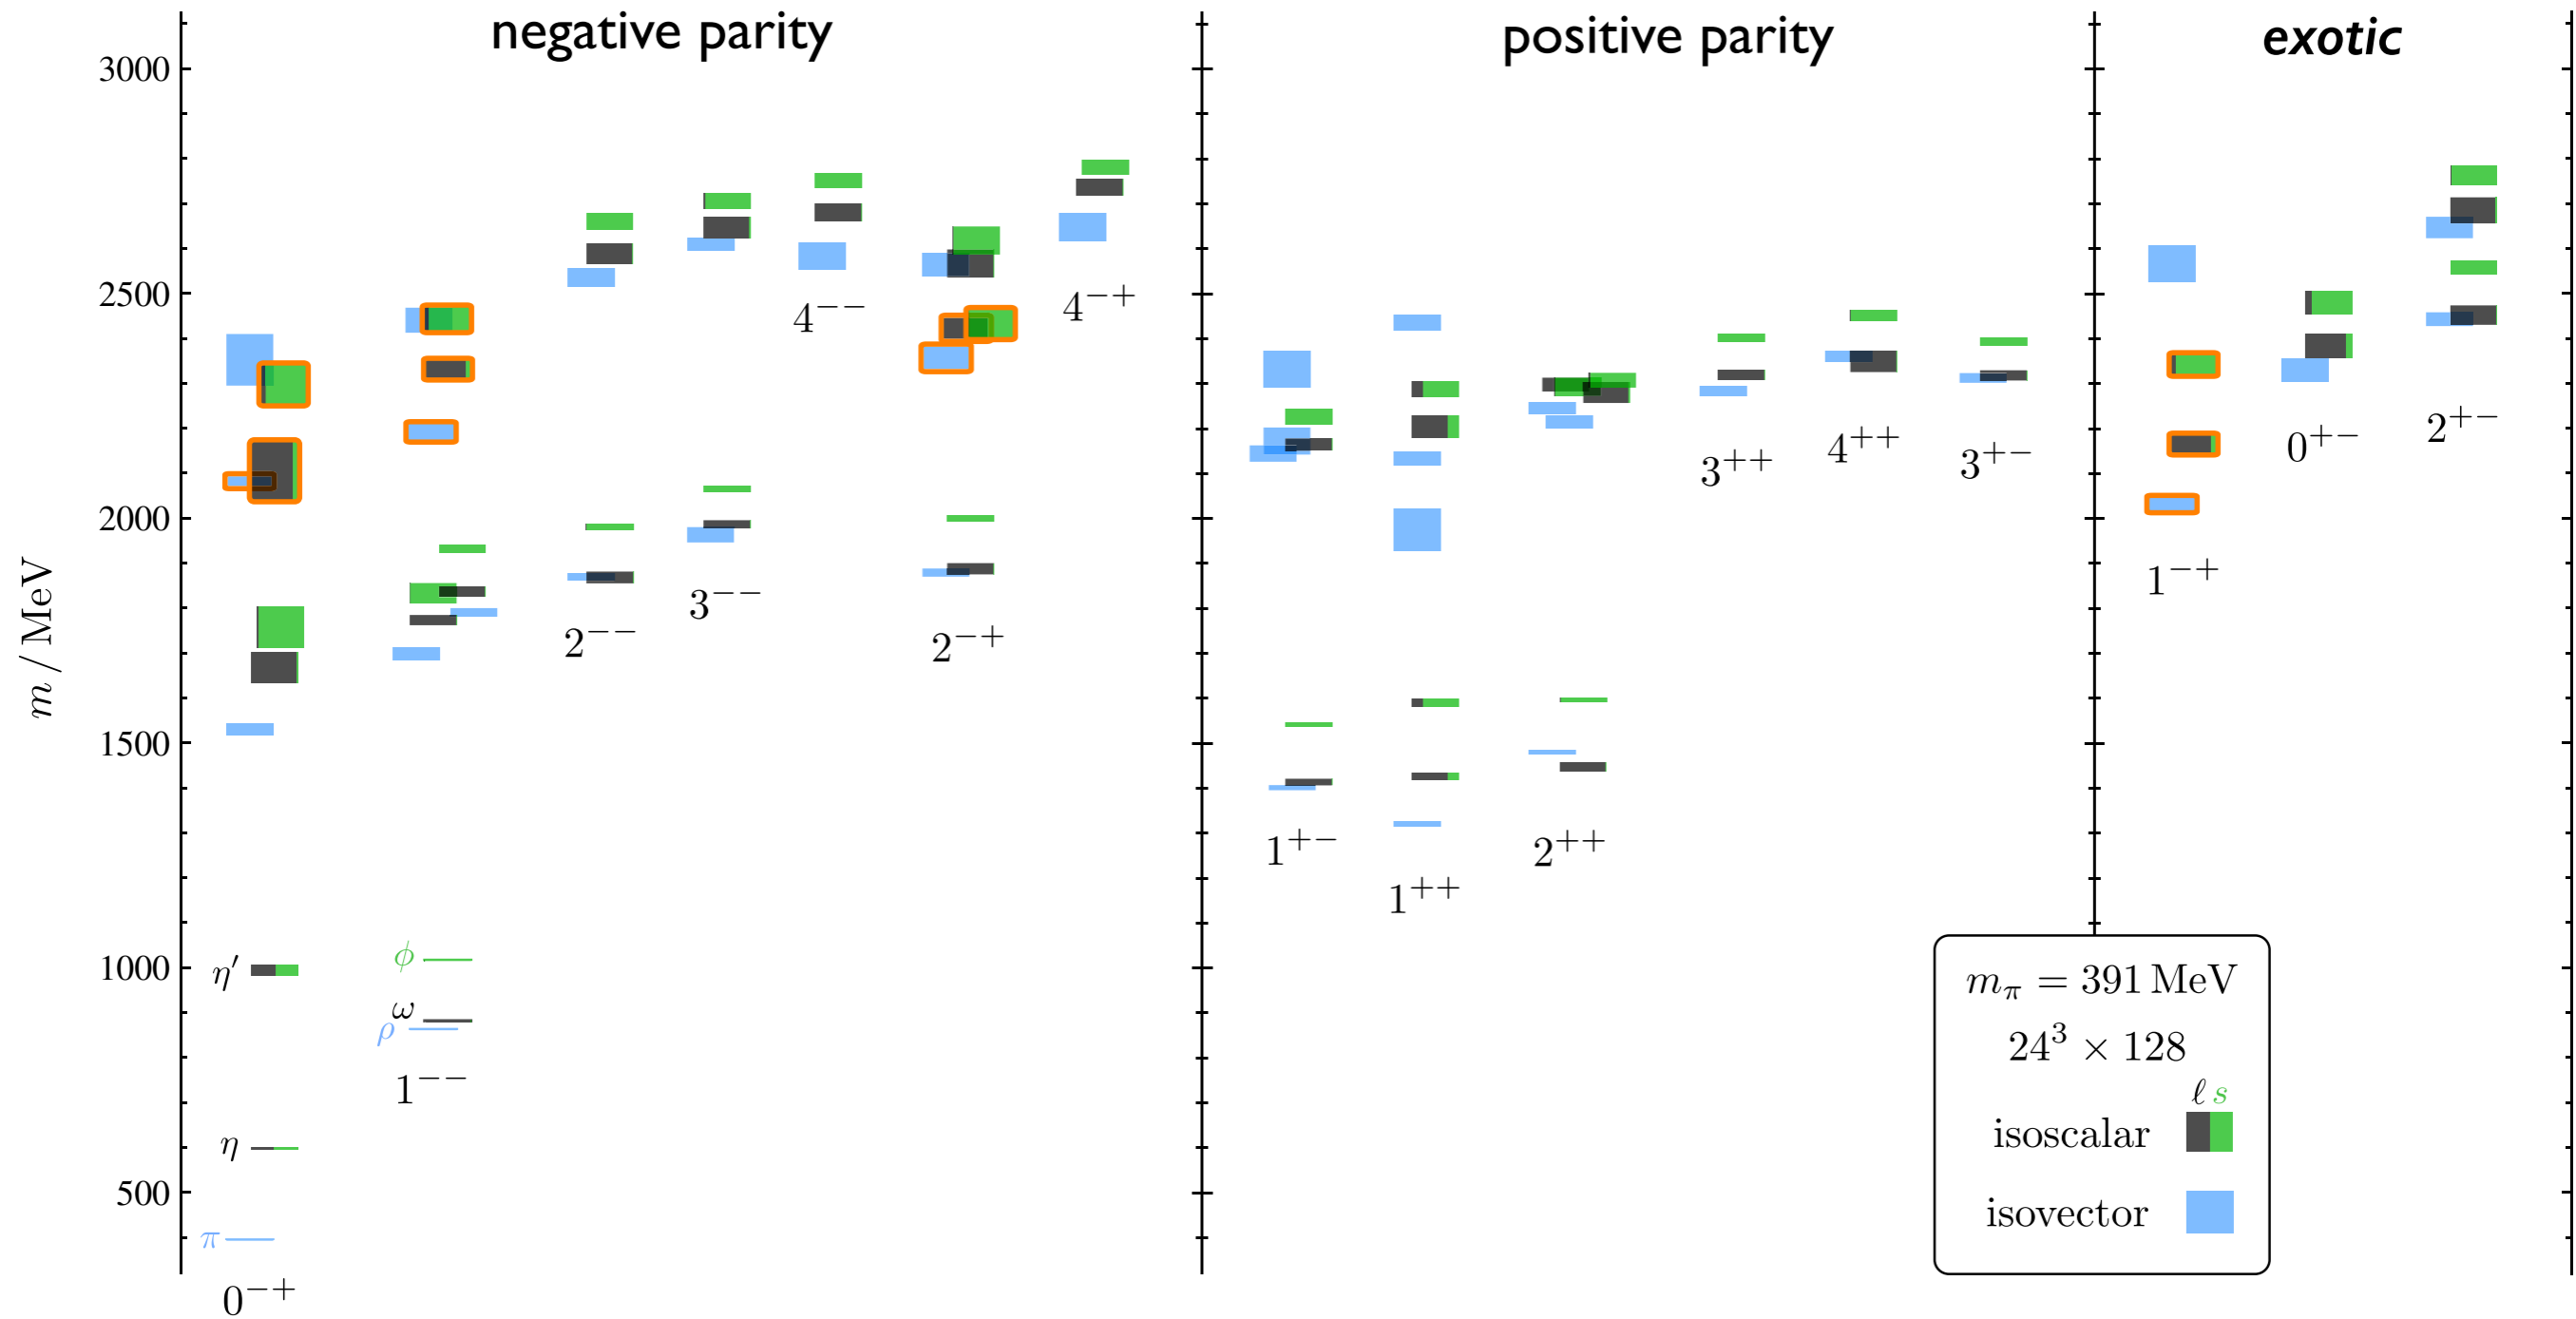 negative parity
positive parity
exotic
3000
2500
2000
1500
1000
500
m / MeV
4⁻⁻
4⁻⁺
2⁻⁻
3⁻⁻
2⁻⁺
η′
ϕ
ω
ρ
1⁻⁻
η
π
0⁻⁺
3⁺⁺
4⁺⁺
3⁺⁻
1⁺⁻
1⁺⁺
2⁺⁺
0⁺⁻
2⁺⁻
1⁻⁺
m_π = 391 MeV
24³ × 128
ℓ s
isoscalar
isovector